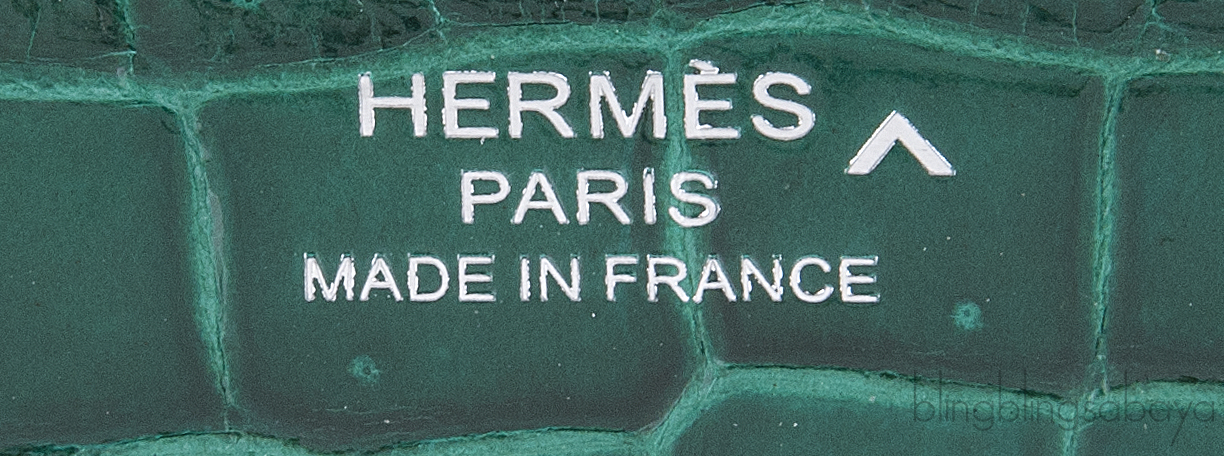 HERMÈS ^
PARIS
MADE IN FRANCE
blingblingsabaya